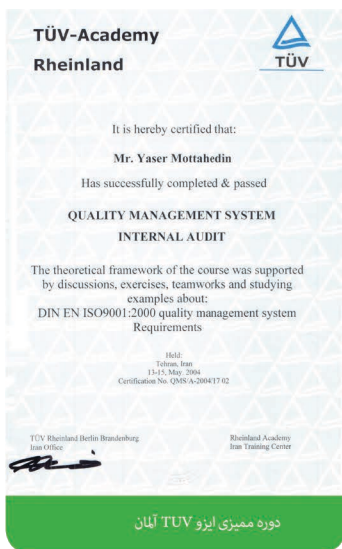 TÜV-Academy
Rheinland
TÜV
It is hereby certified that:
Mr. Yaser Mottahedin
Has successfully completed & passed
QUALITY MANAGEMENT SYSTEM
INTERNAL AUDIT
The theoretical framework of the course was supported
by discussions, exercises, teamworks and studying
examples about:
DIN EN ISO9001:2000 quality management system
Requirements
Held:
Tehran, Iran
13-15, May. 2004
Certification No. QMS/A-2004/17 02
TÜV Rheinland Berlin Brandenburg
Iran Office
Rheinland Academy
Iran Training Center
دوره ممیزی ایزو TUV آلمان